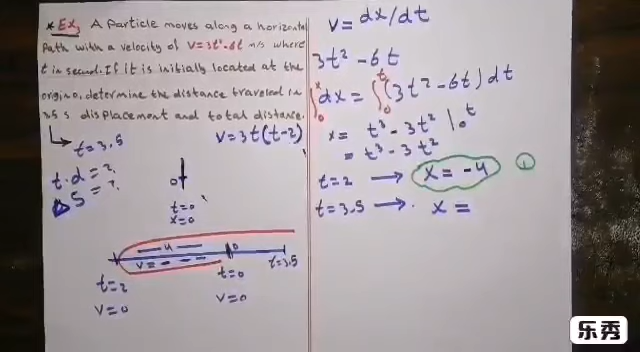 * Ex, A Particle moves along a horizontal
Path with a velocity of v=3t²-6t m/s where
t in second. If it is initially located at the
origin o, determine the distance traveled in
3.5 s displacement and total distance.
t=3.5
v=3t(t-2)
t.d=?
ΔS=?
0
t=0
x=0
4
0
v= - - - -
t=3.5
t=2
t=0
v=0
v=0
v=dx/dt
3t²-6t
∫₀ˣ dx = ∫₀ᵗ (3t²-6t) dt
x= t³-3t² |₀ᵗ
= t³-3t²
t=2 → x=-4 1
t=3.5 → x=
乐秀